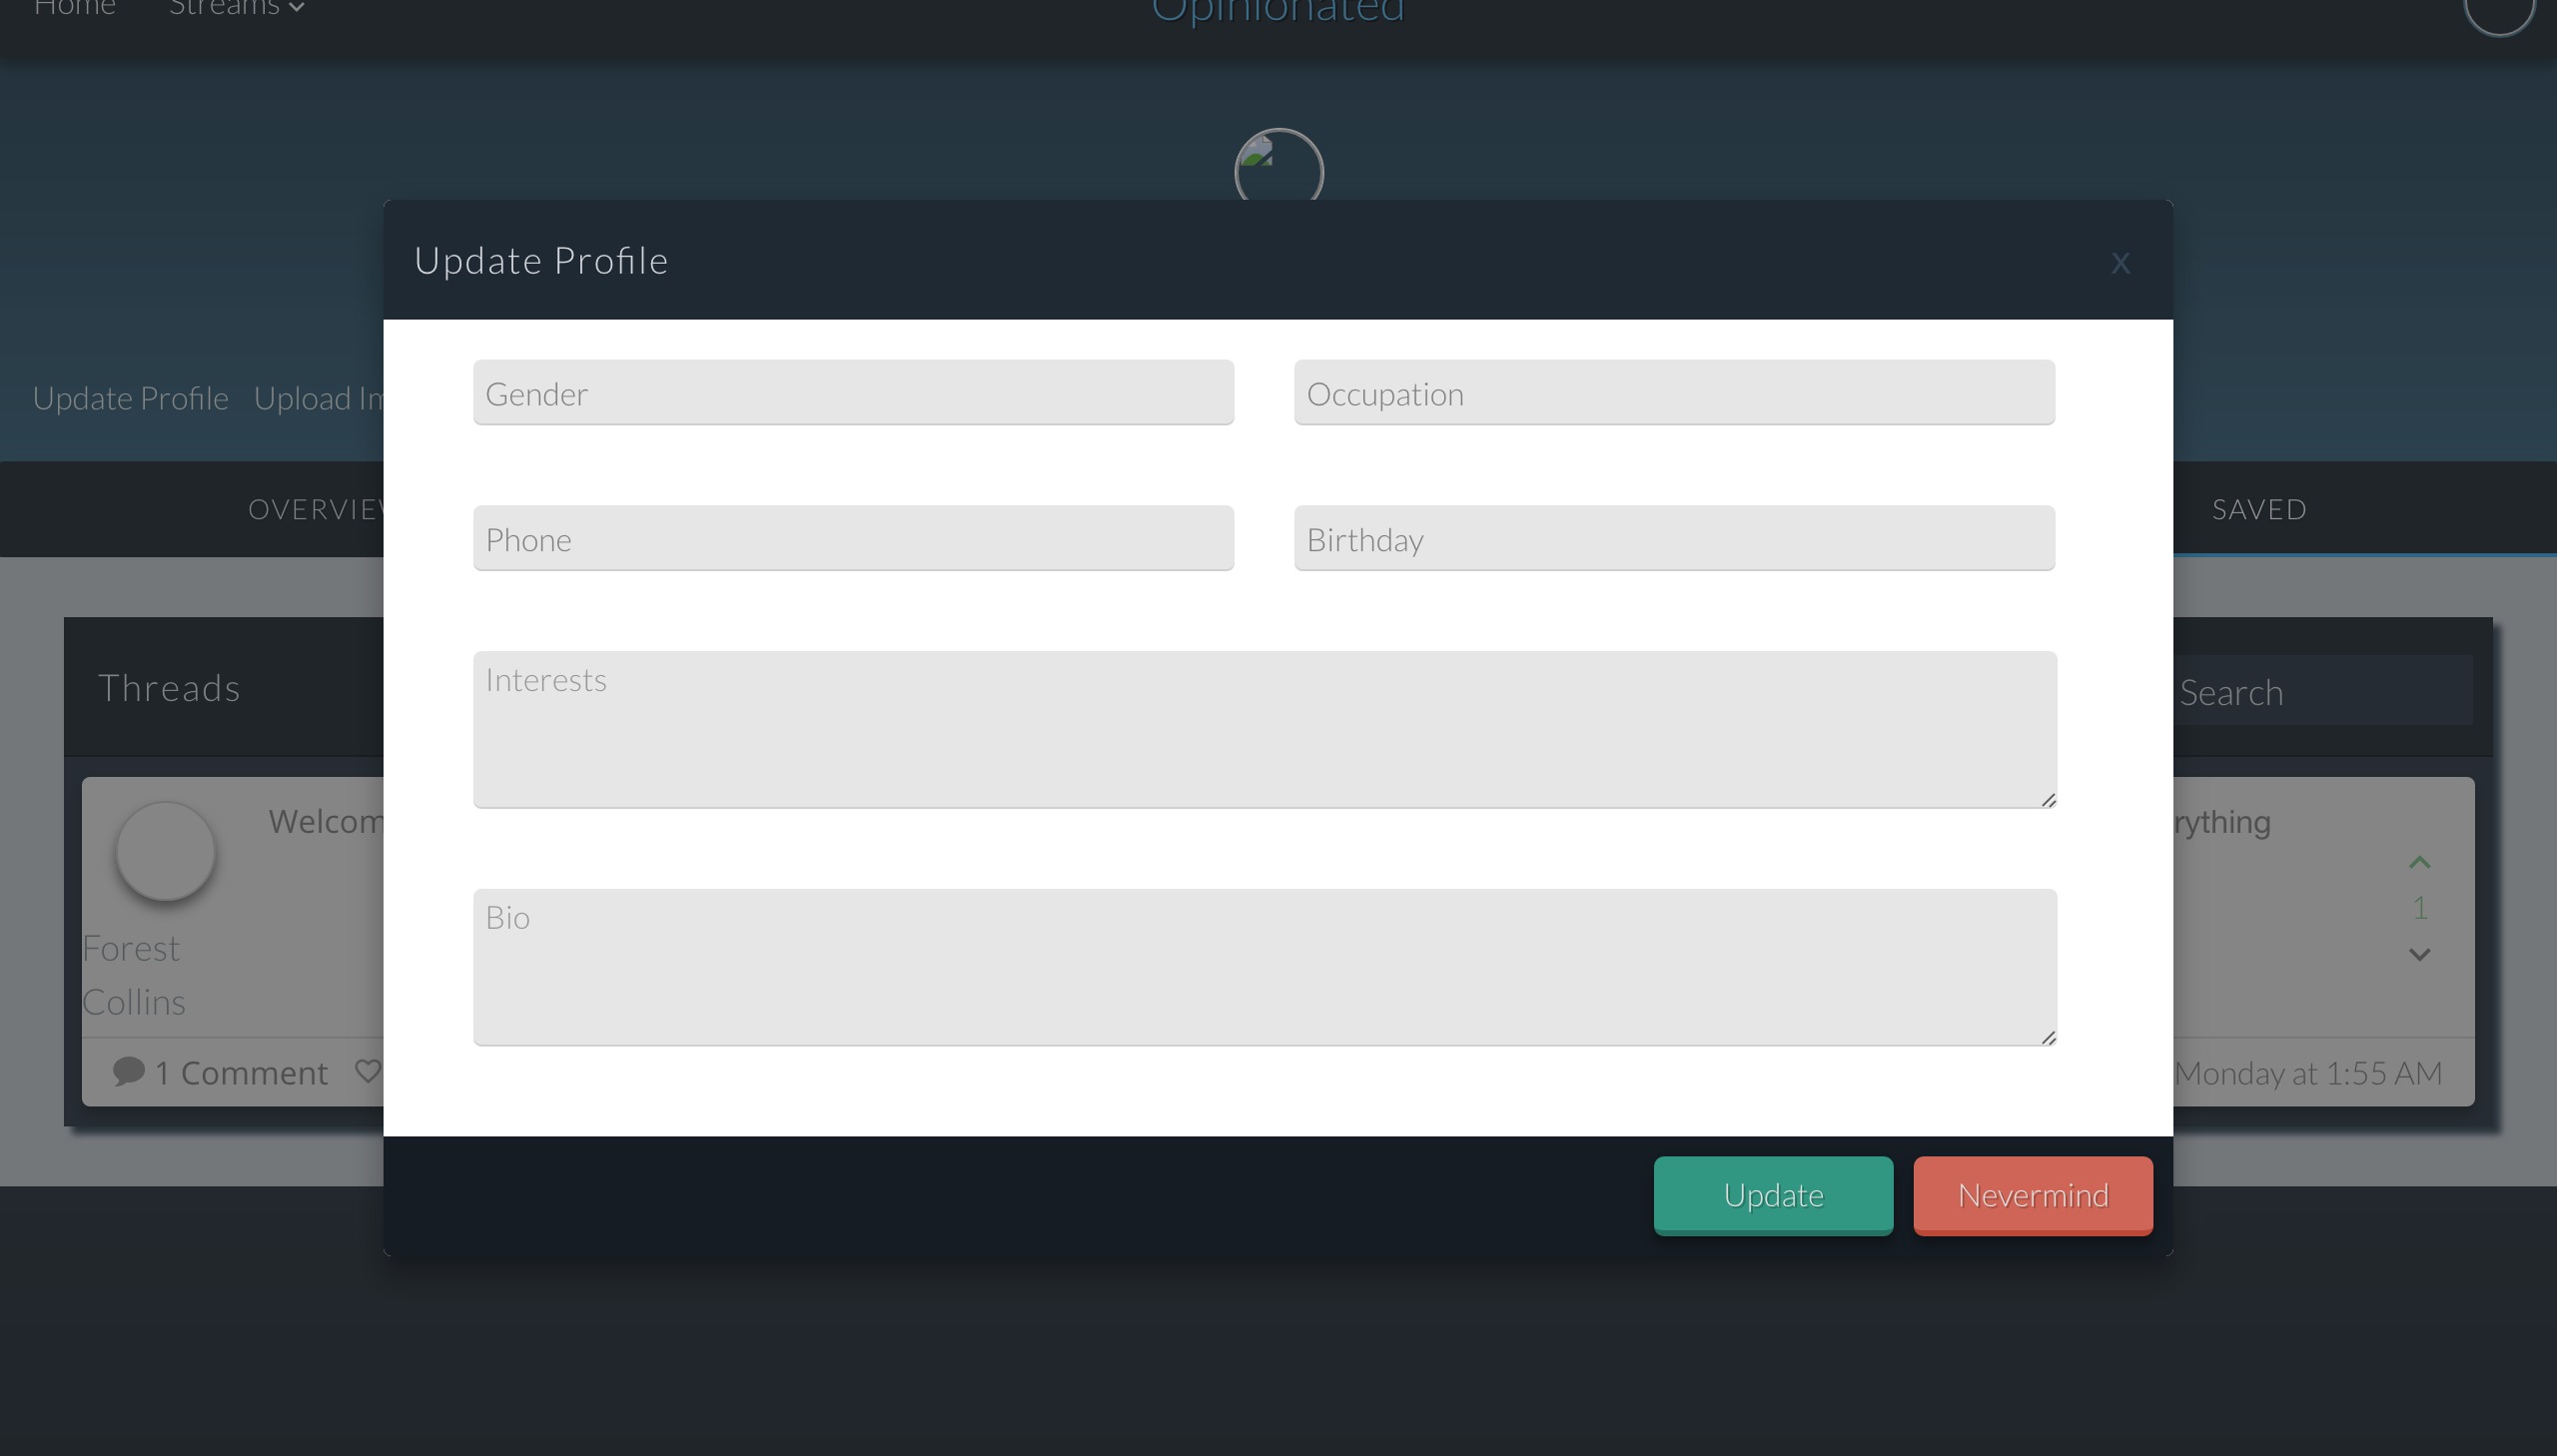 Home Streams
Opinionated
Update Profile x
Gender Occupation
Update Profile Upload Im
OVERVIEW SAVED
Phone Birthday
Threads Interests Search
Welcom rything
1
Bio
Forest
Collins
1 Comment Monday at 1:55 AM
Update Nevermind